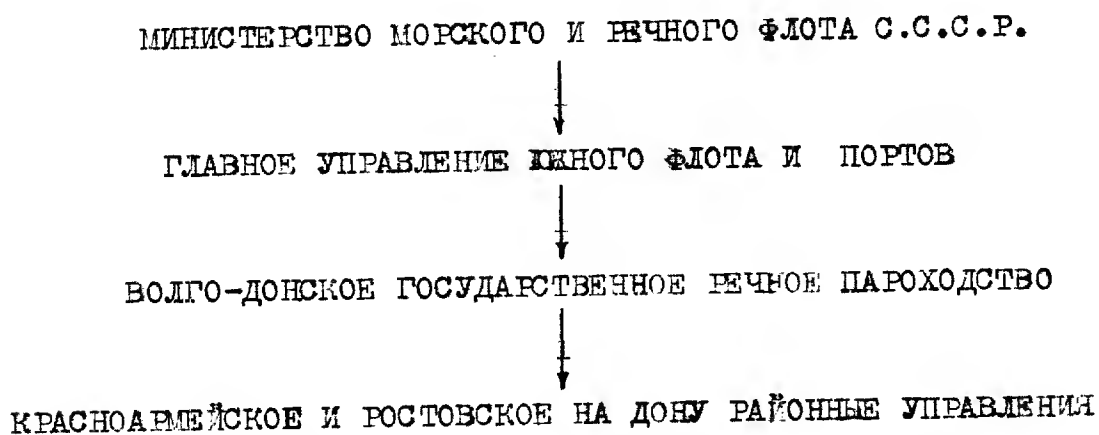 МИНИСТЕРСТВО МОРСКОГО И РЕЧНОГО ФЛОТА С.С.С.Р.
ГЛАВНОЕ УПРАВЛЕНИЕ ЮЖНОГО ФЛОТА И ПОРТОВ
ВОЛГО-ДОНСКОЕ ГОСУДАРСТВЕННОЕ РЕЧНОЕ ПАРОХОДСТВО
КРАСНОАРМЕЙСКОЕ И РОСТОВСКОЕ НА ДОНУ РАЙОННЫЕ УПРАВЛЕНИЯ